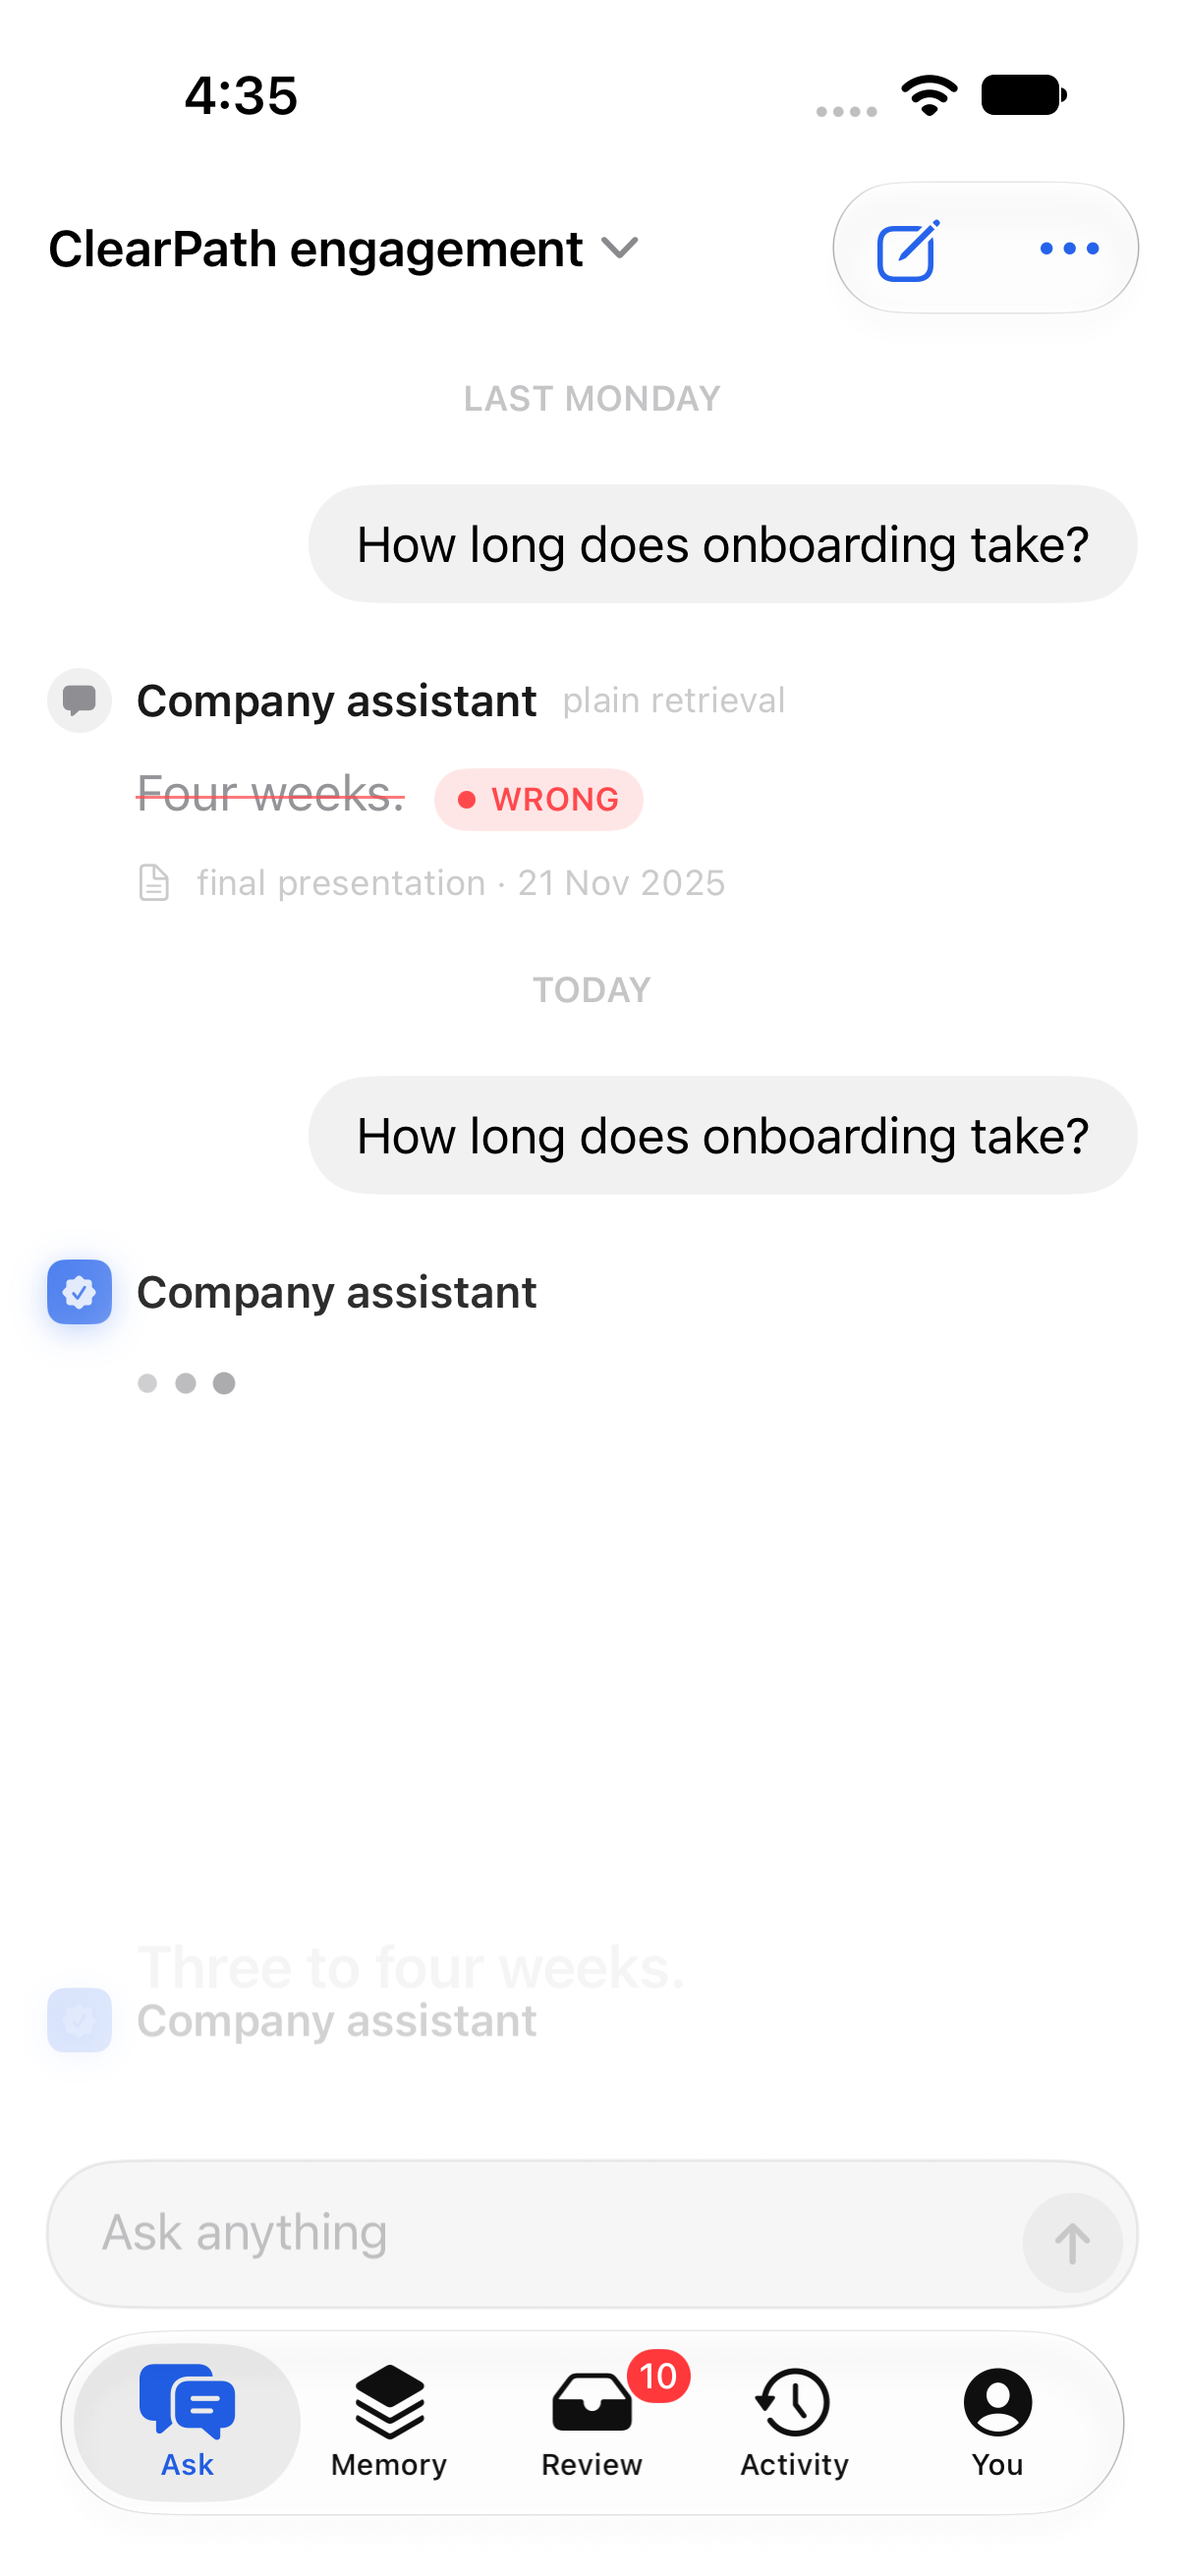 4:35
ClearPath engagement
LAST MONDAY
How long does onboarding take?
Company assistant plain retrieval
Four weeks. WRONG
final presentation · 21 Nov 2025
TODAY
How long does onboarding take?
Company assistant
Three to four weeks.
Company assistant
Ask anything
10
Ask Memory Review Activity You